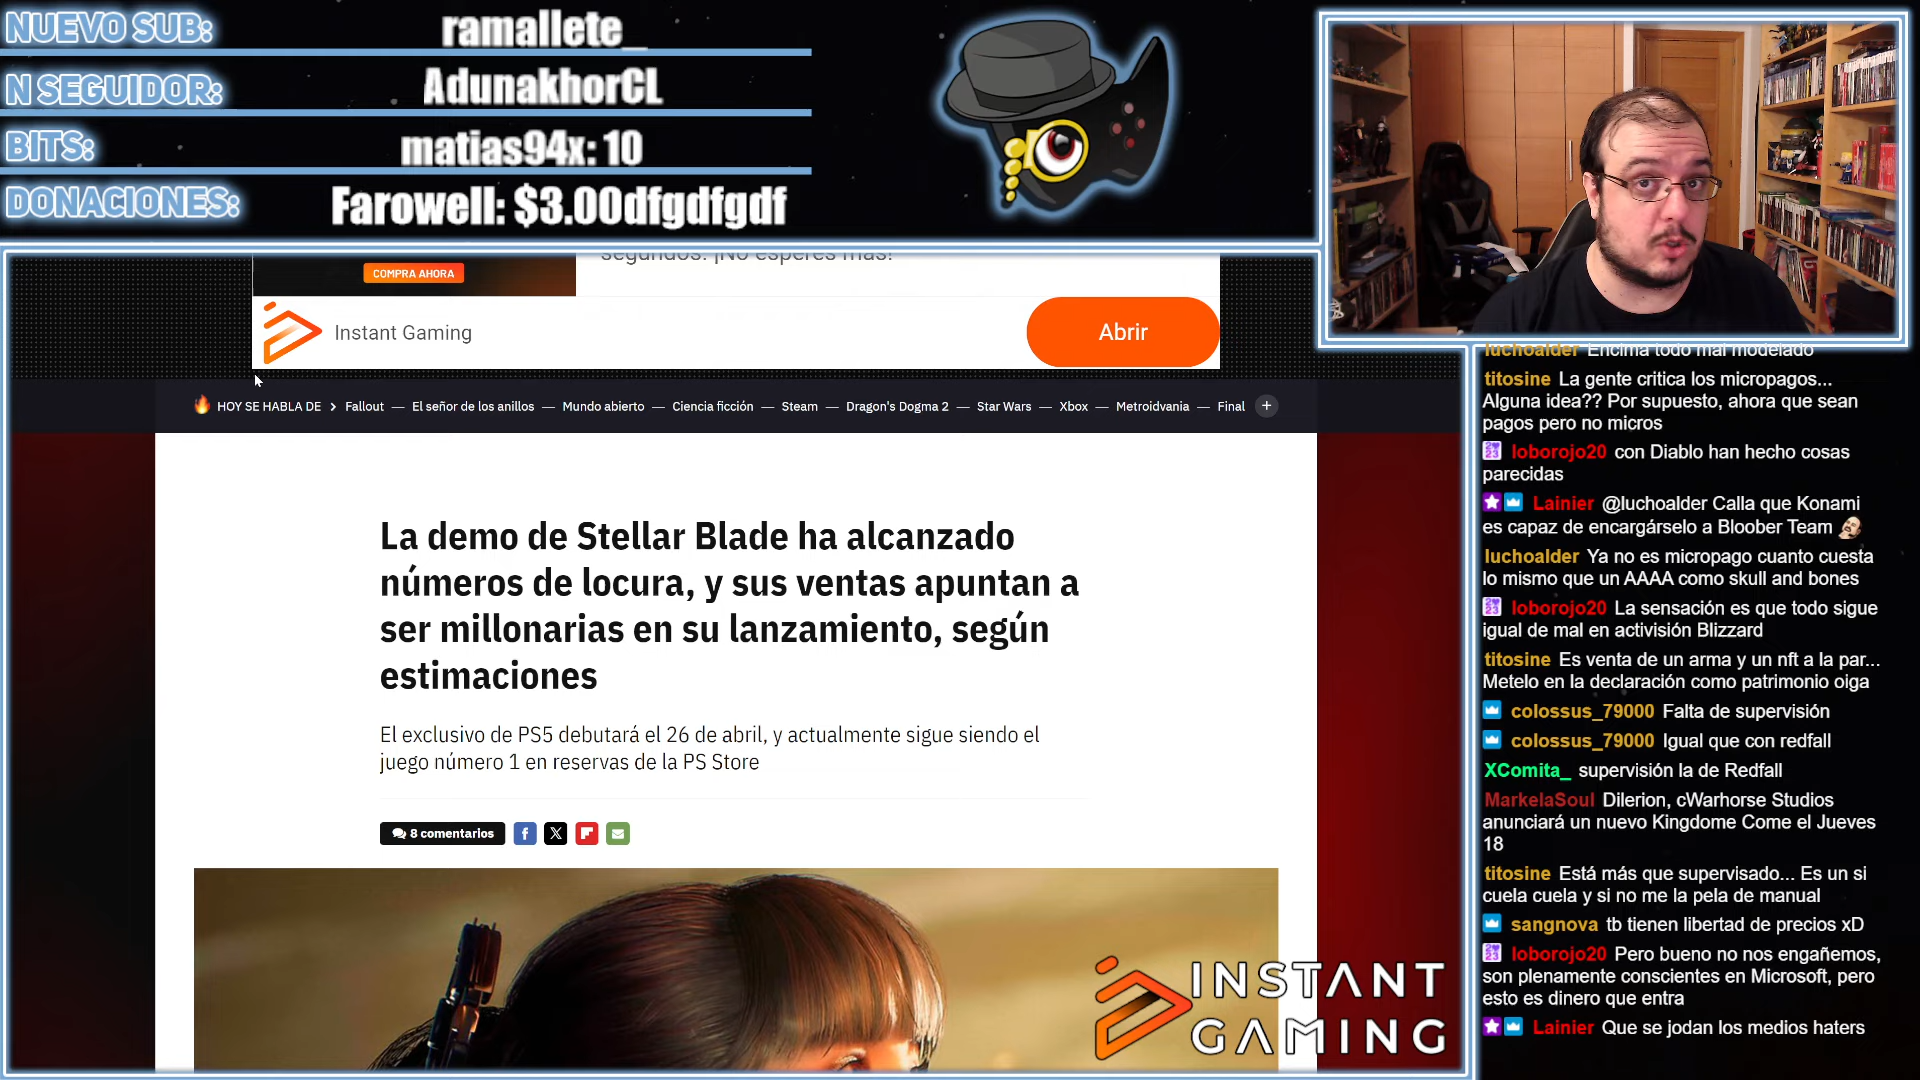 NUEVO SUB: ramallete_
N SEGUIDOR: AdunakhorCL
BITS: matias94x: 10
DONACIONES: Farowell: $3.00dfgdfgdf
segundos. ¡No esperes más!
COMPRA AHORA
Instant Gaming
Abrir
HOY SE HABLA DE > Fallout — El señor de los anillos — Mundo abierto — Ciencia ficción — Steam — Dragon's Dogma 2 — Star Wars — Xbox — Metroidvania — Final +
La demo de Stellar Blade ha alcanzado
números de locura, y sus ventas apuntan a
ser millonarias en su lanzamiento, según
estimaciones
El exclusivo de PS5 debutará el 26 de abril, y actualmente sigue siendo el
juego número 1 en reservas de la PS Store
8 comentarios
INSTANT
GAMING
luchoalder Encima todo mal modelado
titosine La gente critica los micropagos...
Alguna idea?? Por supuesto, ahora que sean
pagos pero no micros
loborojo20 con Diablo han hecho cosas
parecidas
Lainier @luchoalder Calla que Konami
es capaz de encargárselo a Bloober Team
luchoalder Ya no es micropago cuanto cuesta
lo mismo que un AAAA como skull and bones
loborojo20 La sensación es que todo sigue
igual de mal en activisión Blizzard
titosine Es venta de un arma y un nft a la par...
Metelo en la declaración como patrimonio oiga
colossus_79000 Falta de supervisión
colossus_79000 Igual que con redfall
XComita_ supervisión la de Redfall
MarkelaSoul Dilerion, cWarhorse Studios
anunciará un nuevo Kingdome Come el Jueves
18
titosine Está más que supervisado... Es un si
cuela cuela y si no me la pela de manual
sangnova tb tienen libertad de precios xD
loborojo20 Pero bueno no nos engañemos,
son plenamente conscientes en Microsoft, pero
esto es dinero que entra
Lainier Que se jodan los medios haters